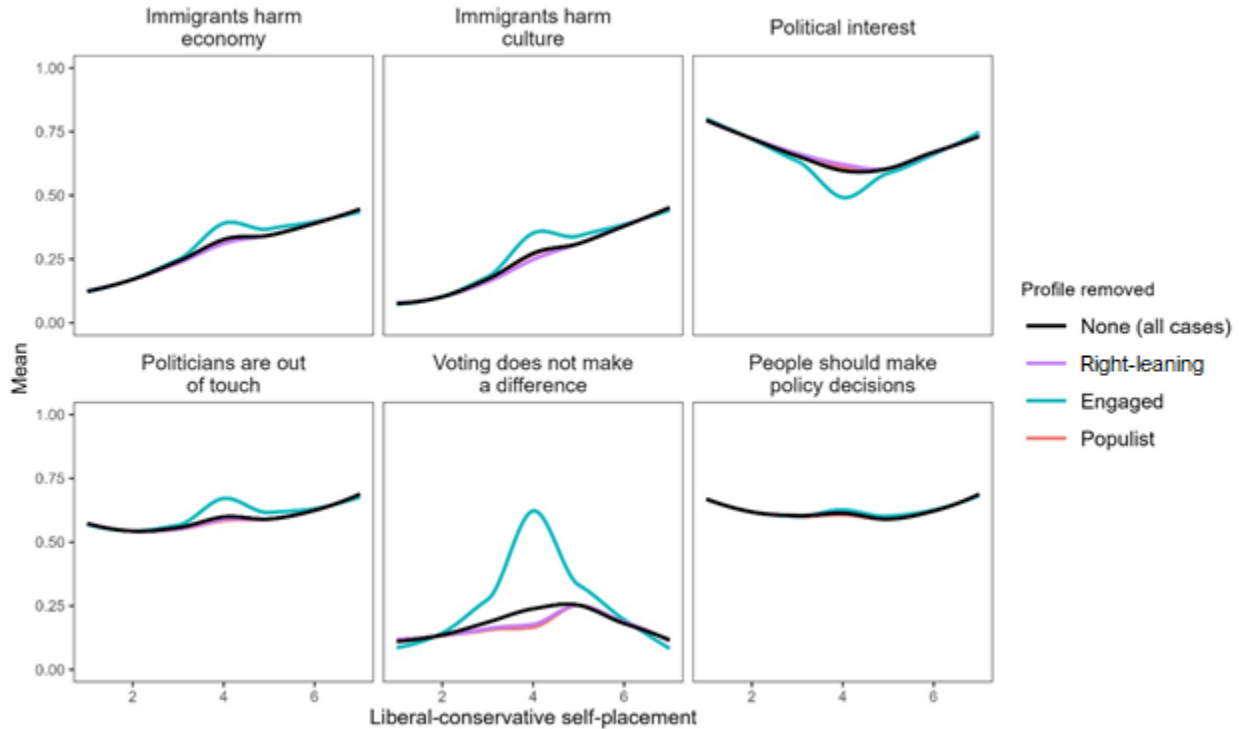 Immigrants harm
economy
Immigrants harm
culture
Political interest
1.00
0.75
0.50
0.25
0.00
Politicians are out
of touch
Voting does not make
a difference
People should make
policy decisions
1.00
0.75
0.50
0.25
0.00
2 4 6
2 4 6
2 4 6
Mean
Liberal-conservative self-placement
Profile removed
None (all cases)
Right-leaning
Engaged
Populist